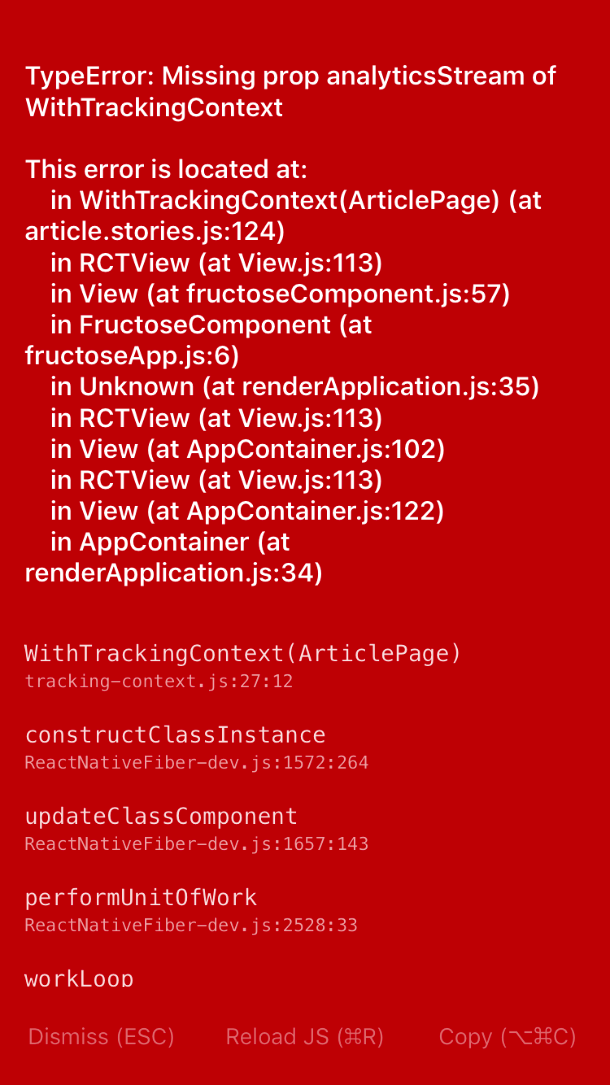 TypeError: Missing prop analyticsStream of
WithTrackingContext
This error is located at:
in WithTrackingContext(ArticlePage) (at
article.stories.js:124)
in RCTView (at View.js:113)
in View (at fructoseComponent.js:57)
in FructoseComponent (at
fructoseApp.js:6)
in Unknown (at renderApplication.js:35)
in RCTView (at View.js:113)
in View (at AppContainer.js:102)
in RCTView (at View.js:113)
in View (at AppContainer.js:122)
in AppContainer (at
renderApplication.js:34)
WithTrackingContext(ArticlePage)
tracking-context.js:27:12
constructClassInstance
ReactNativeFiber-dev.js:1572:264
updateClassComponent
ReactNativeFiber-dev.js:1657:143
performUnitOfWork
ReactNativeFiber-dev.js:2528:33
workLoop
Dismiss (ESC) Reload JS (⌘R) Copy (⌥⌘C)